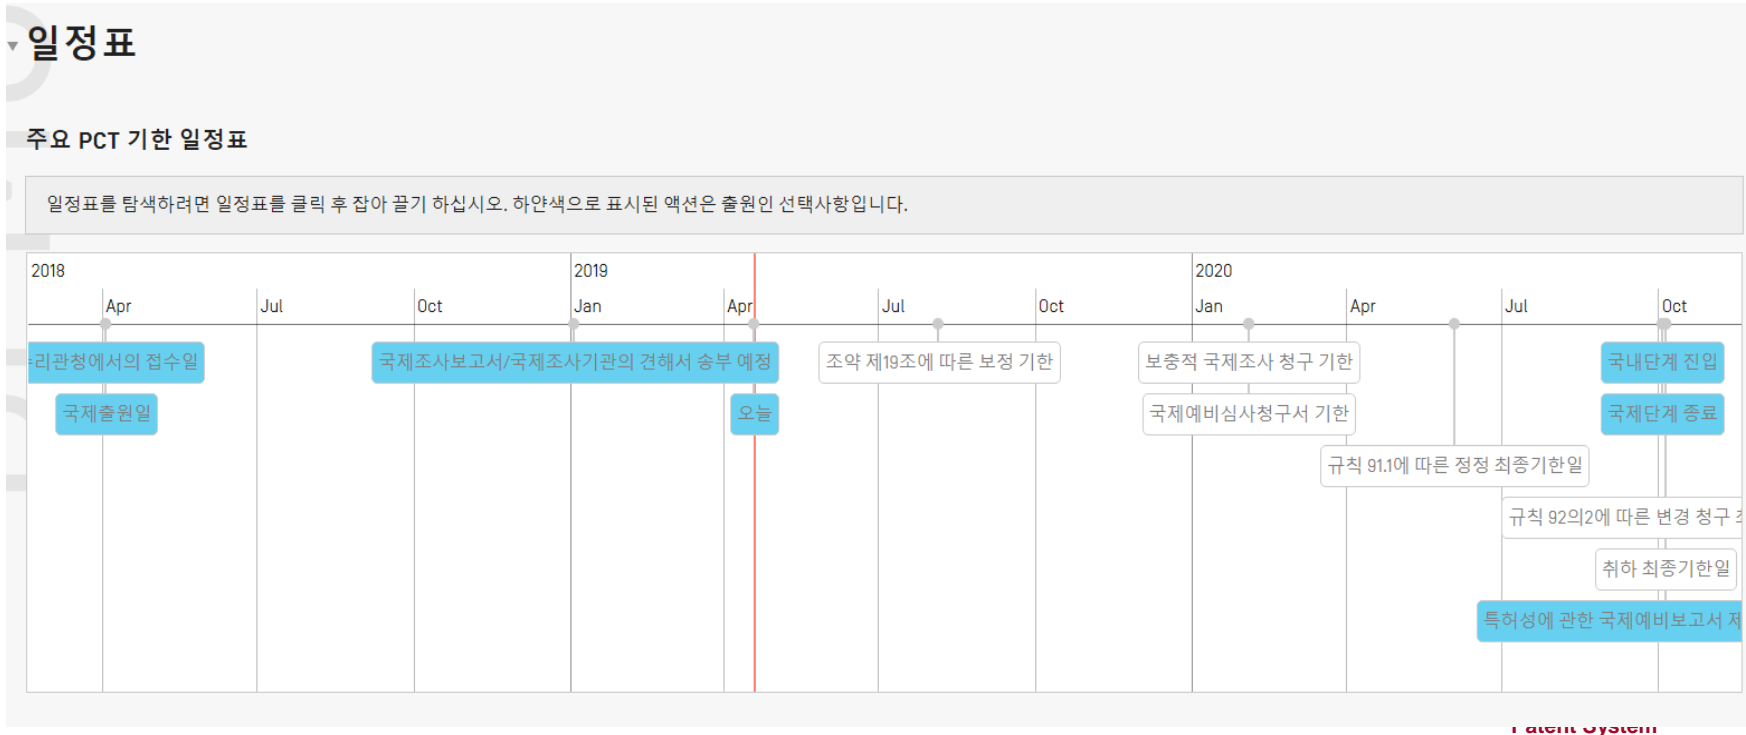 일정표
주요 PCT 기한 일정표
일정표를 탐색하려면 일정표를 클릭 후 잡아 끌기 하십시오. 하얀색으로 표시된 액션은 출원인 선택사항입니다.
2018 2019 2020
Apr Jul Oct Jan Apr Jul Oct Jan Apr Jul Oct
리관청에서의 접수일 국제조사보고서/국제조사기관의 견해서 송부 예정 조약 제19조에 따른 보정 기한 보충적 국제조사 청구 기한 국내단계 진입
국제출원일 오늘 국제예비심사청구서 기한 국제단계 종료
규칙 91.1에 따른 정정 최종기한일
규칙 92의2에 따른 변경 청구
취하 최종기한일
특허성에 관한 국제예비보고서
Patent System